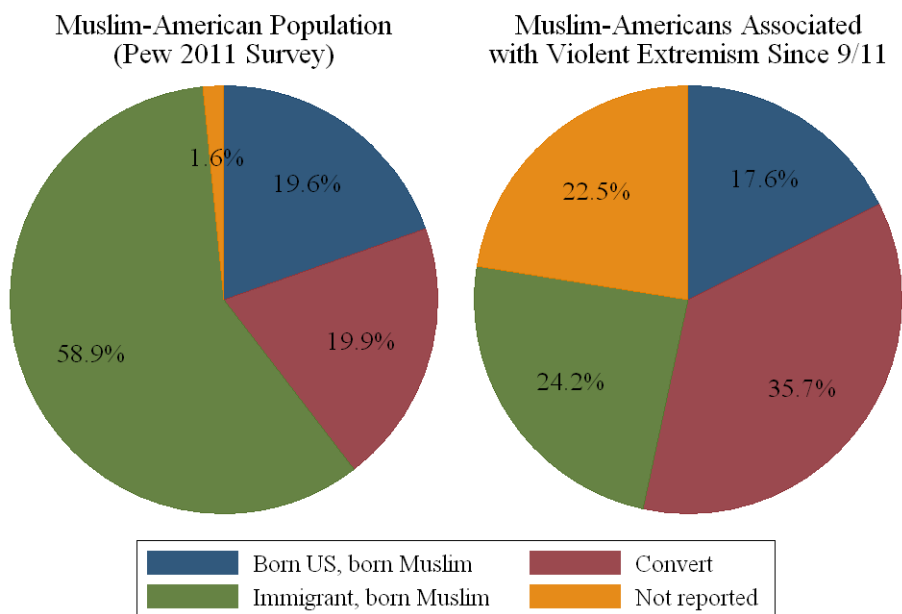 Muslim-American Population
(Pew 2011 Survey)
1.6%
19.6%
58.9%
19.9%
Muslim-Americans Associated
with Violent Extremism Since 9/11
22.5%
17.6%
24.2%
35.7%
Born US, born Muslim
Convert
Immigrant, born Muslim
Not reported